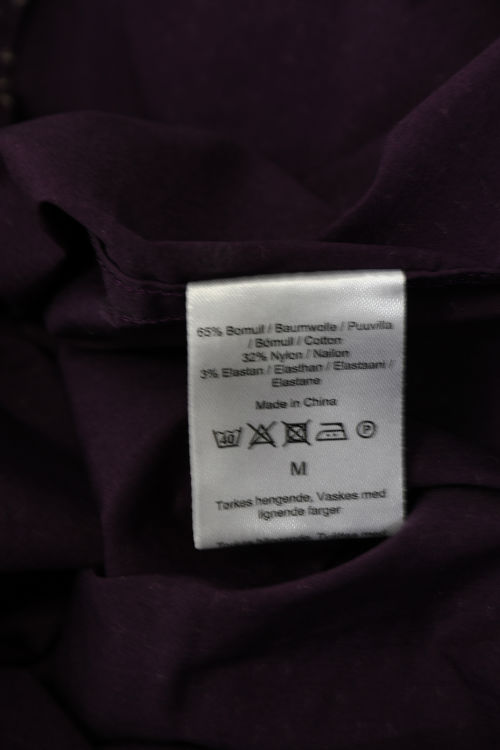 65% Bomull / Baumwolle / Puuvilla
/ Bómull / Cotton
32% Nylon / Nailon
3% Elastan / Elasthan / Elastaani /
Elastane
Made in China
40
P
M
Tørkes hengende, Vaskes med
lignende farger